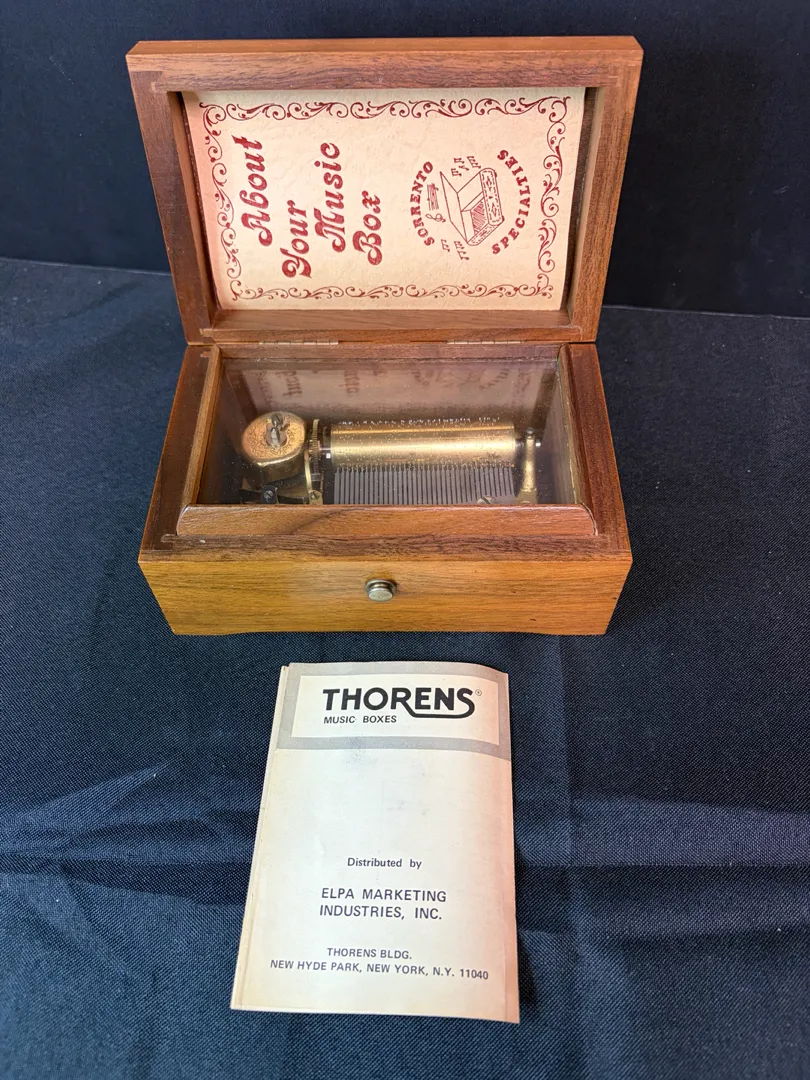 About
Your
Music
Box
SORRENTO
SPECIALTIES
THORENS®
MUSIC BOXES
Distributed by
ELPA MARKETING
INDUSTRIES, INC.
THORENS BLDG.
NEW HYDE PARK, NEW YORK, N.Y. 11040